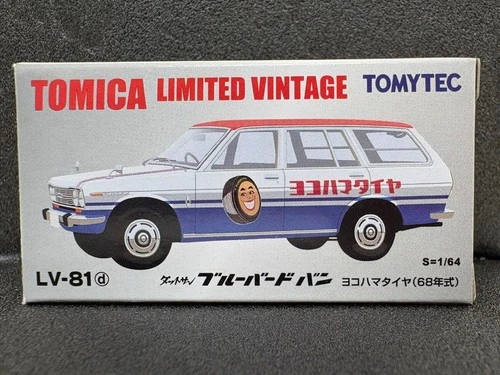 TOMICA LIMITED VINTAGE TOMYTEC
ヨコハマタイヤ
S=1/64
LV-81ⓓ ダットサン ブルーバード バン ヨコハマタイヤ(68年式)